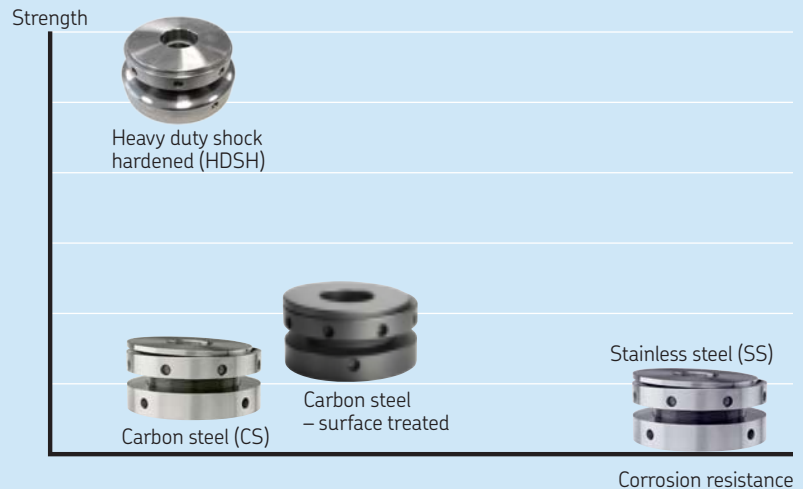 Strength
Heavy duty shock
hardened (HDSH)
Stainless steel (SS)
Carbon steel
– surface treated
Carbon steel (CS)
Corrosion resistance